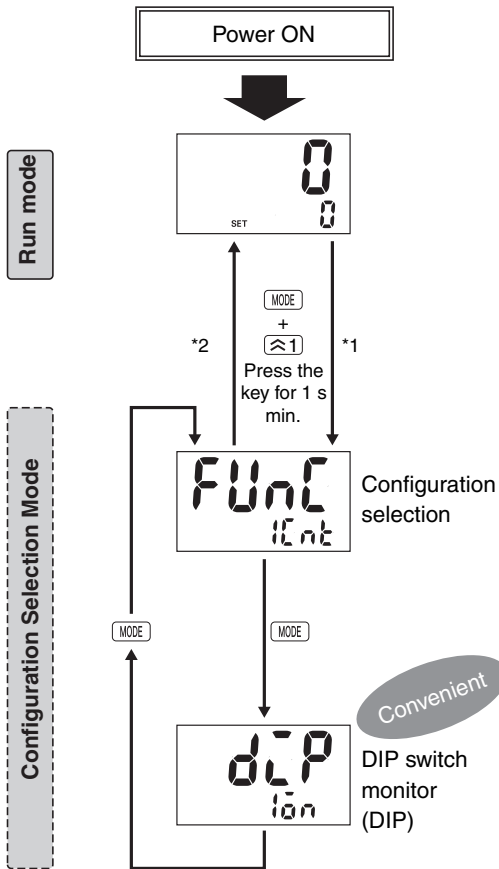 Power ON
Run mode
0
SET
0
*2
MODE
+
1
Press the
key for 1 s
min.
*1
Configuration Selection Mode
FUnC
1Cnt
Configuration
selection
MODE
MODE
Convenient
diP
1on
DIP switch
monitor
(DIP)